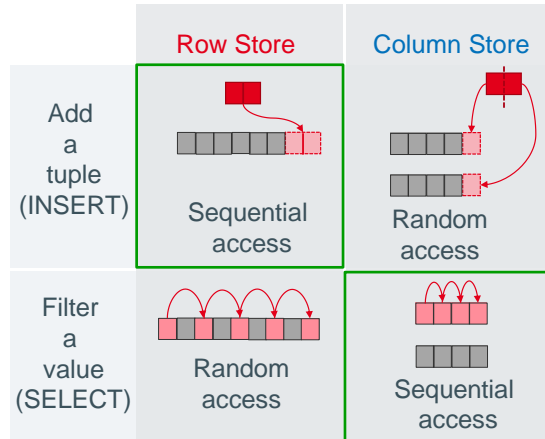 Row Store
Column Store
Add
a
tuple
(INSERT)
Sequential
access
Random
access
Filter
a
value
(SELECT)
Random
access
Sequential
access